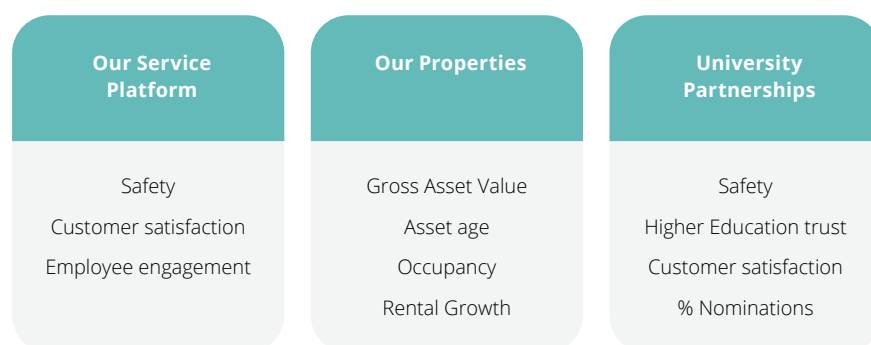 Our Service
Platform
Safety
Customer satisfaction
Employee engagement
Our Properties
Gross Asset Value
Asset age
Occupancy
Rental Growth
University
Partnerships
Safety
Higher Education trust
Customer satisfaction
% Nominations